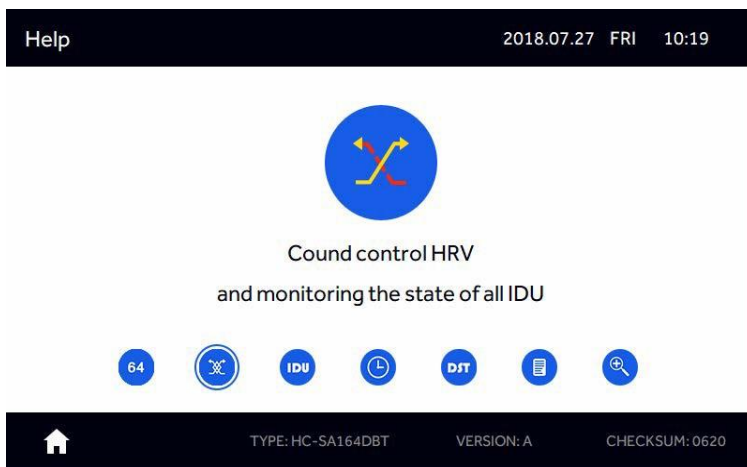 Help 2018.07.27 FRI 10:19
Cound control HRV
and monitoring the state of all IDU
64 IDU DST
TYPE: HC-SA164DBT VERSION: A CHECKSUM: 0620